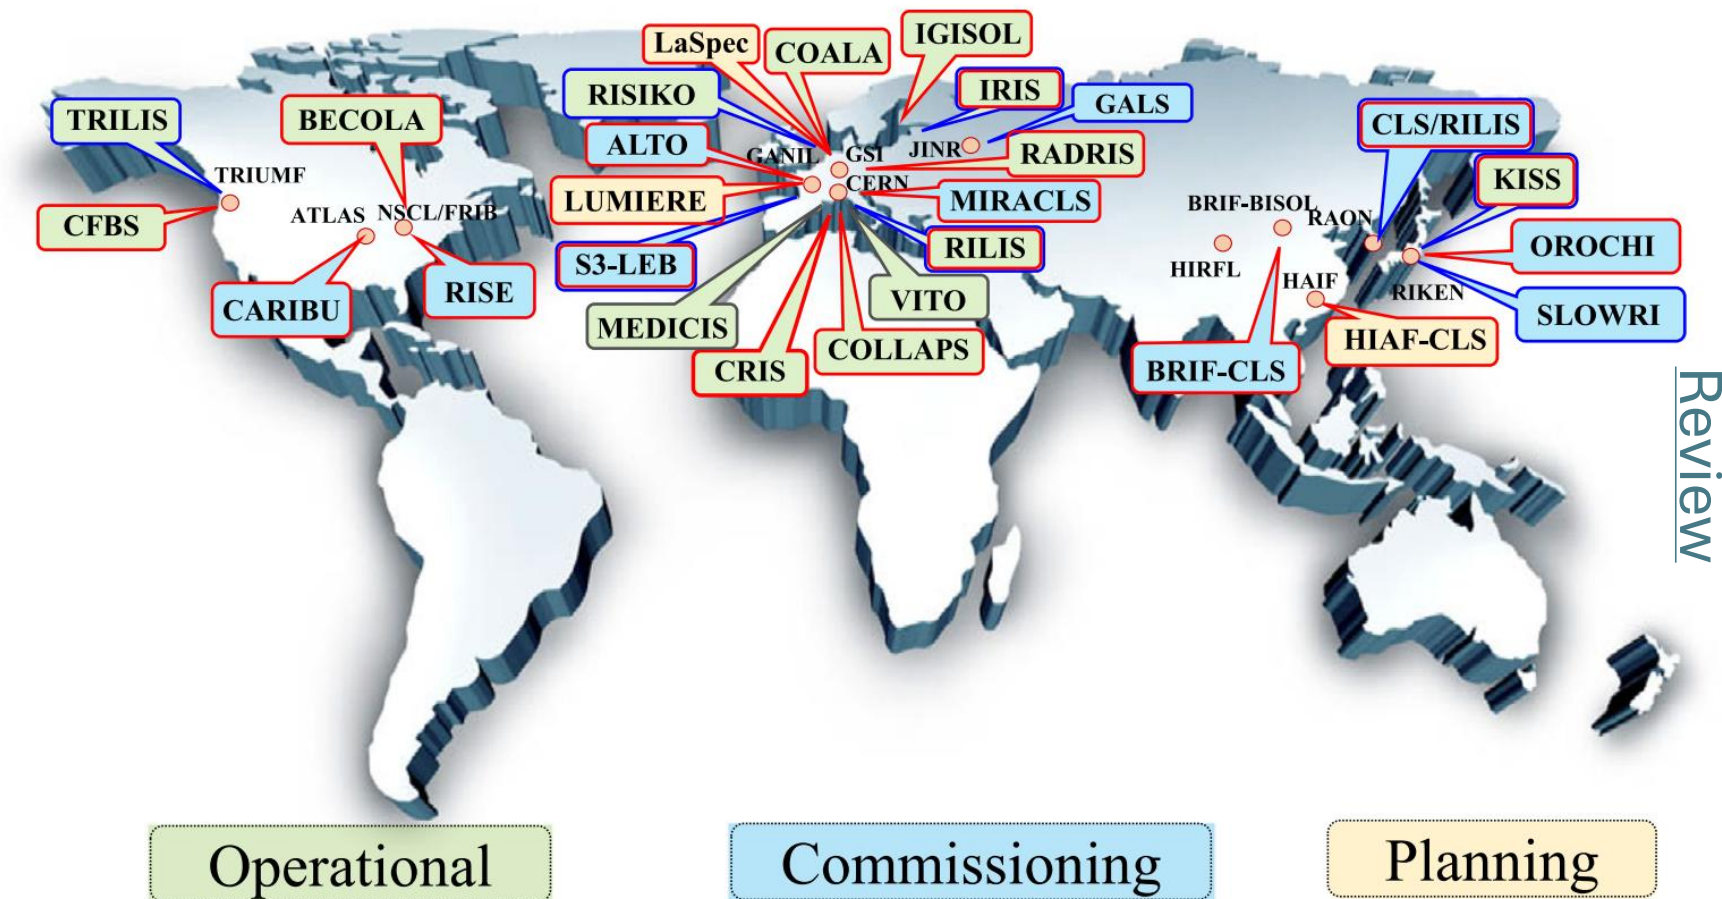 LaSpec
COALA
IGISOL
RISIKO
IRIS
GALS
TRILIS
BECOLA
ALTO
GANIL
GSI
JINR
RADRIS
CLS/RILIS
TRIUMF
CFBS
ATLAS
NSCL/FRIB
LUMIERE
CERN
MIRACLS
BRIF-BISOL
RAON
KISS
CARIBU
RISE
S3-LEB
RILIS
HIRFL
HAIF
RIKEN
OROCHI
MEDICIS
VITO
SLOWRI
CRIS
COLLAPS
BRIF-CLS
HIAF-CLS
Review
Operational
Commissioning
Planning